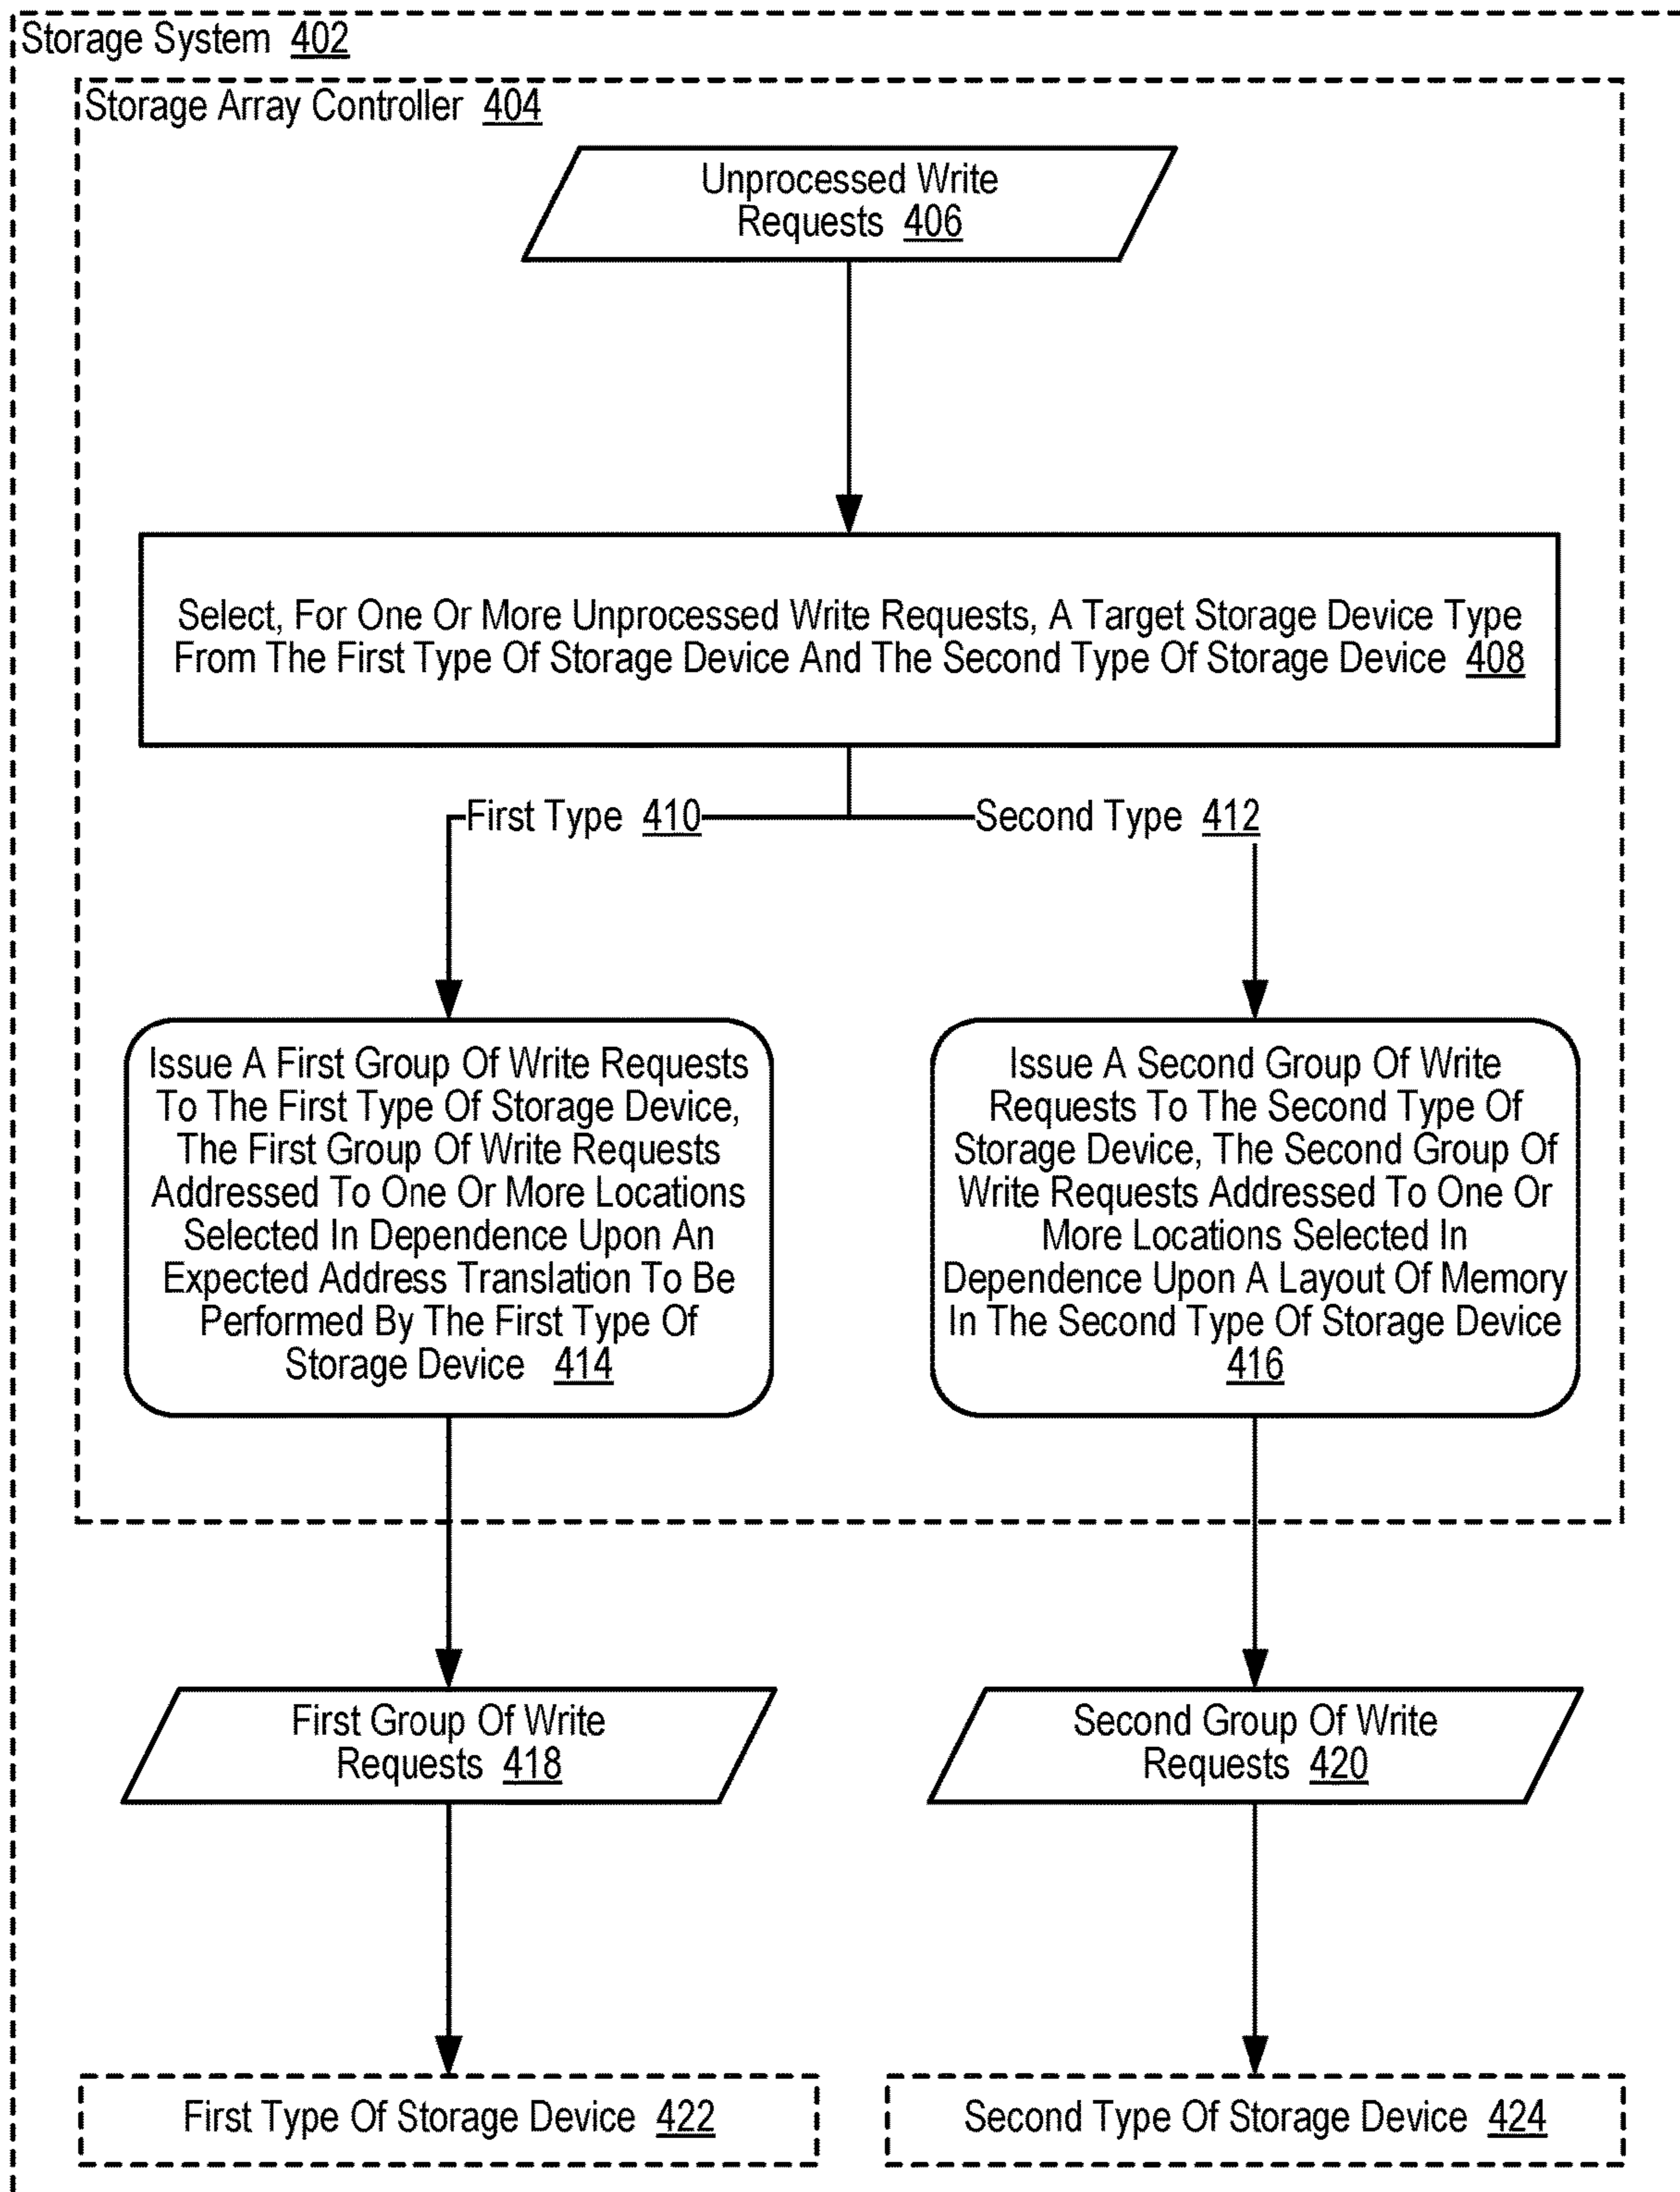 Storage System 402
Storage Array Controller 404
Unprocessed Write
Requests 406
Select, For One Or More Unprocessed Write Requests, A Target Storage Device Type
From The First Type Of Storage Device And The Second Type Of Storage Device 408
First Type 410
Second Type 412
Issue A First Group Of Write Requests
To The First Type Of Storage Device,
The First Group Of Write Requests
Addressed To One Or More Locations
Selected In Dependence Upon An
Expected Address Translation To Be
Performed By The First Type Of
Storage Device 414
Issue A Second Group Of Write
Requests To The Second Type Of
Storage Device, The Second Group Of
Write Requests Addressed To One Or
More Locations Selected In
Dependence Upon A Layout Of Memory
In The Second Type Of Storage Device
416
First Group Of Write
Requests 418
Second Group Of Write
Requests 420
First Type Of Storage Device 422
Second Type Of Storage Device 424